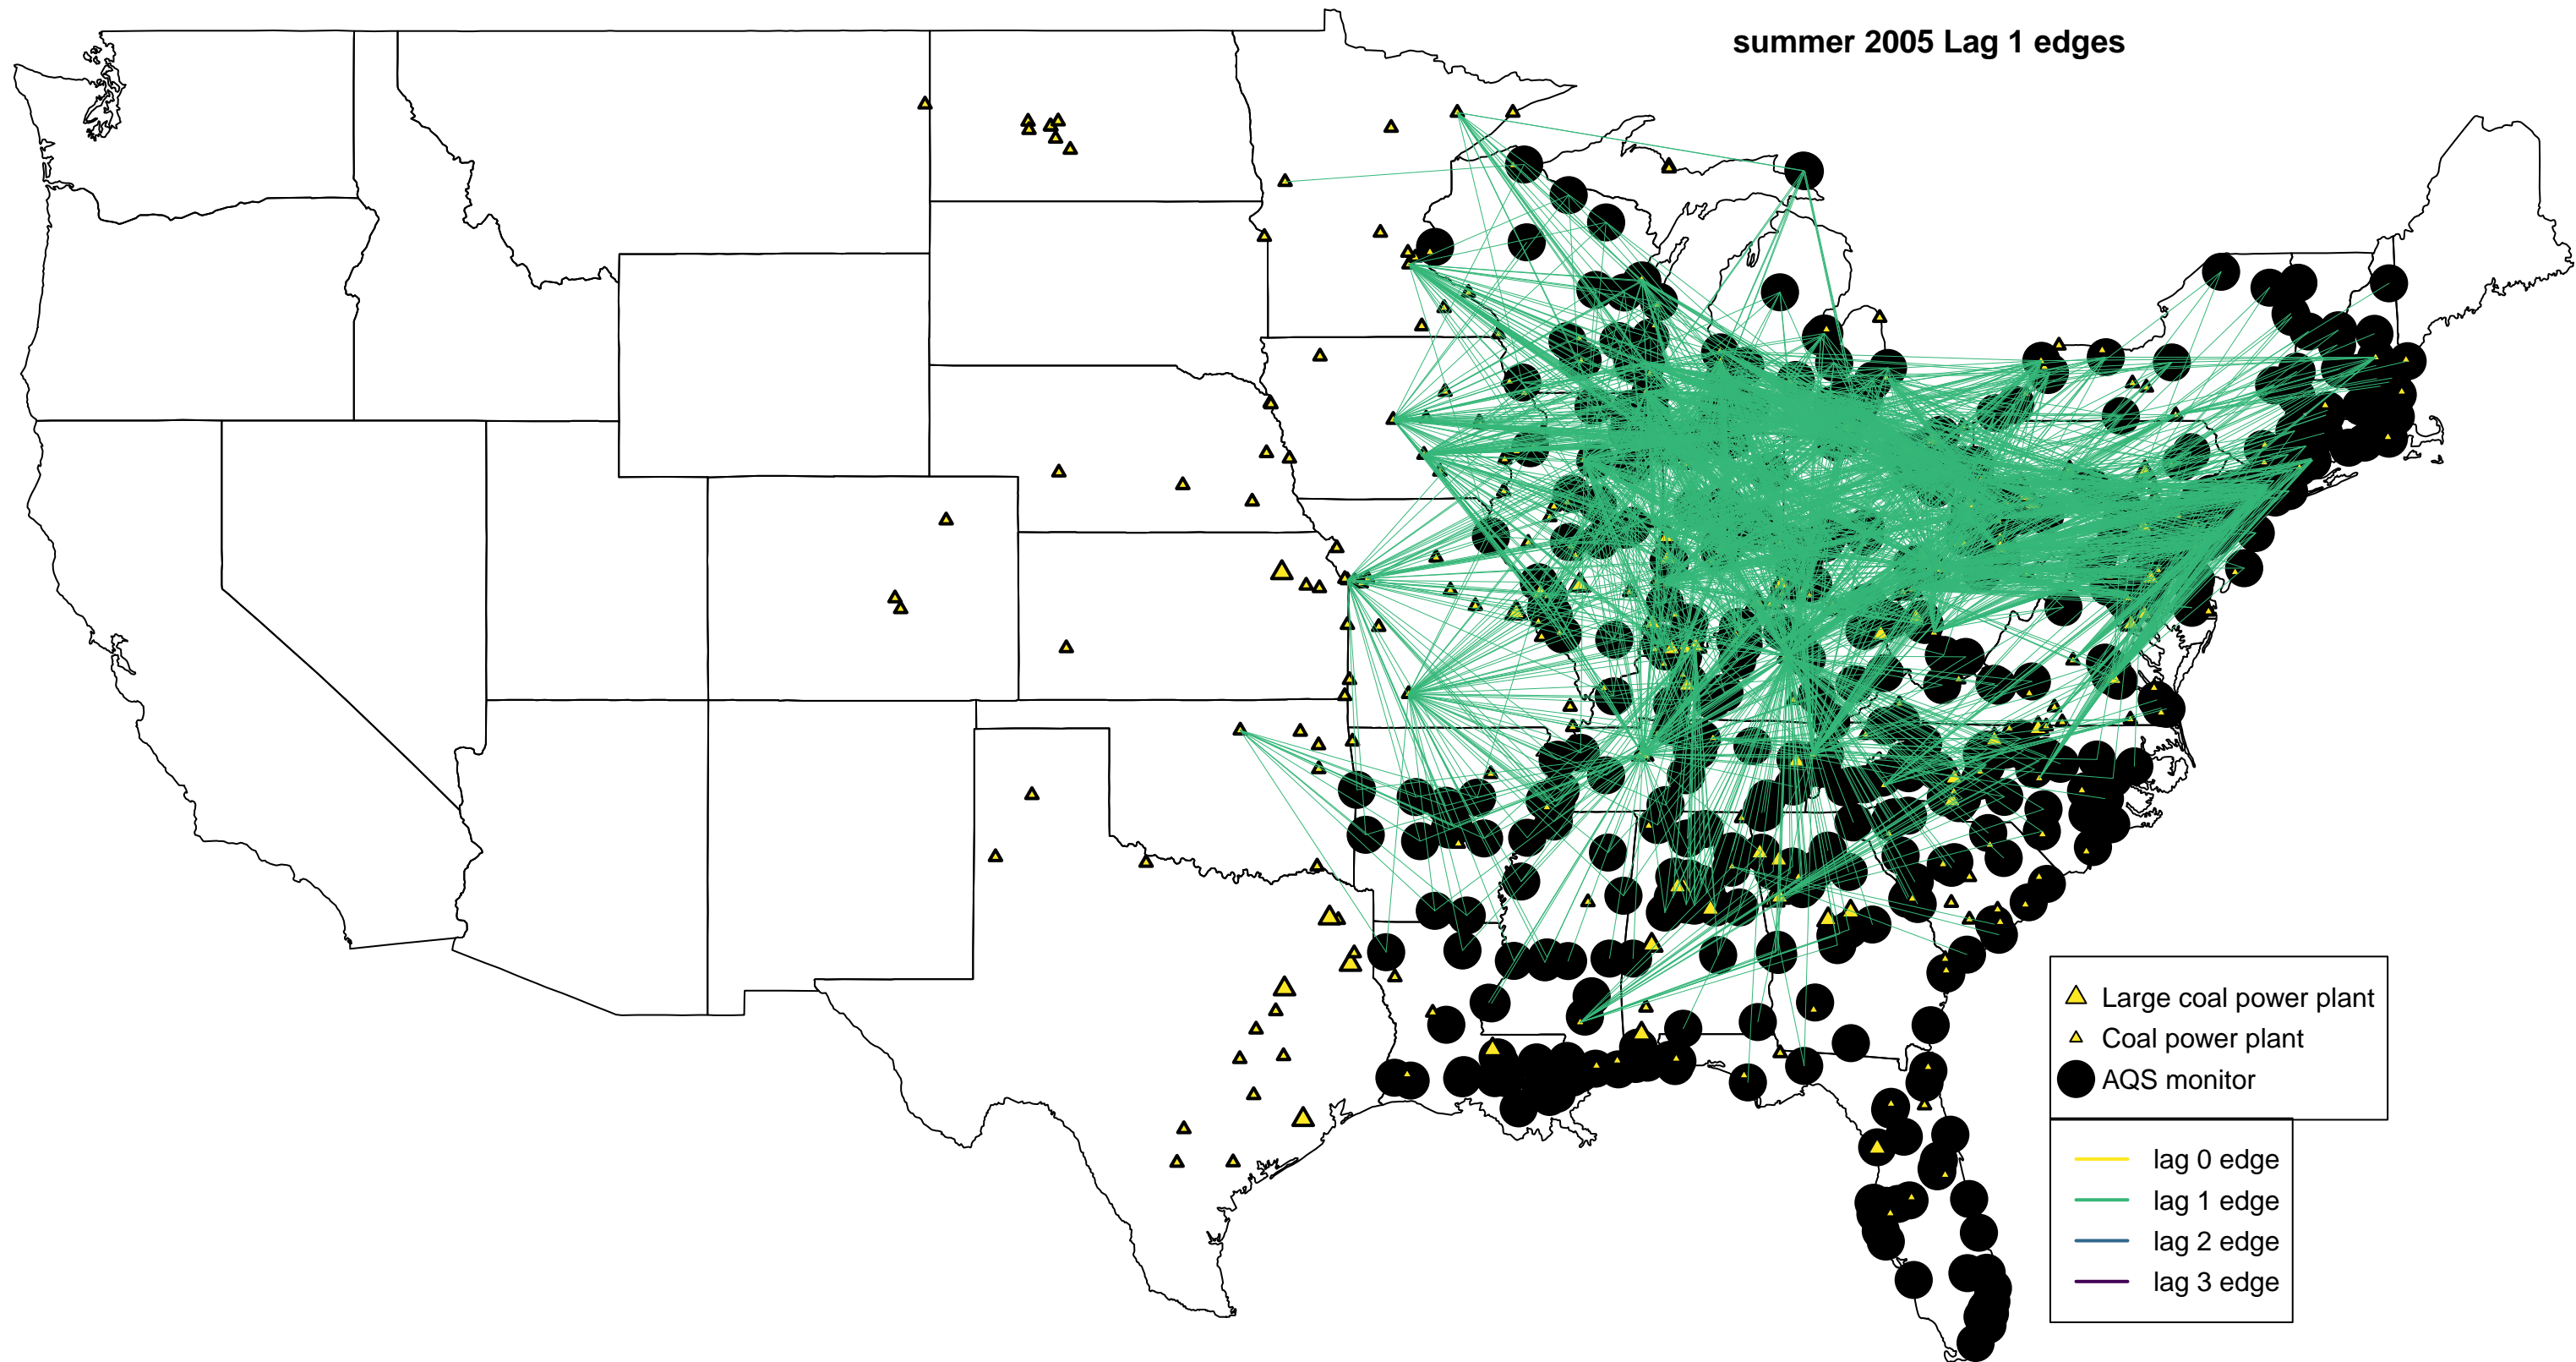 summer 2005 Lag 1 edges
Large coal power plant
Coal power plant
AQS monitor
lag 0 edge
lag 1 edge
lag 2 edge
lag 3 edge